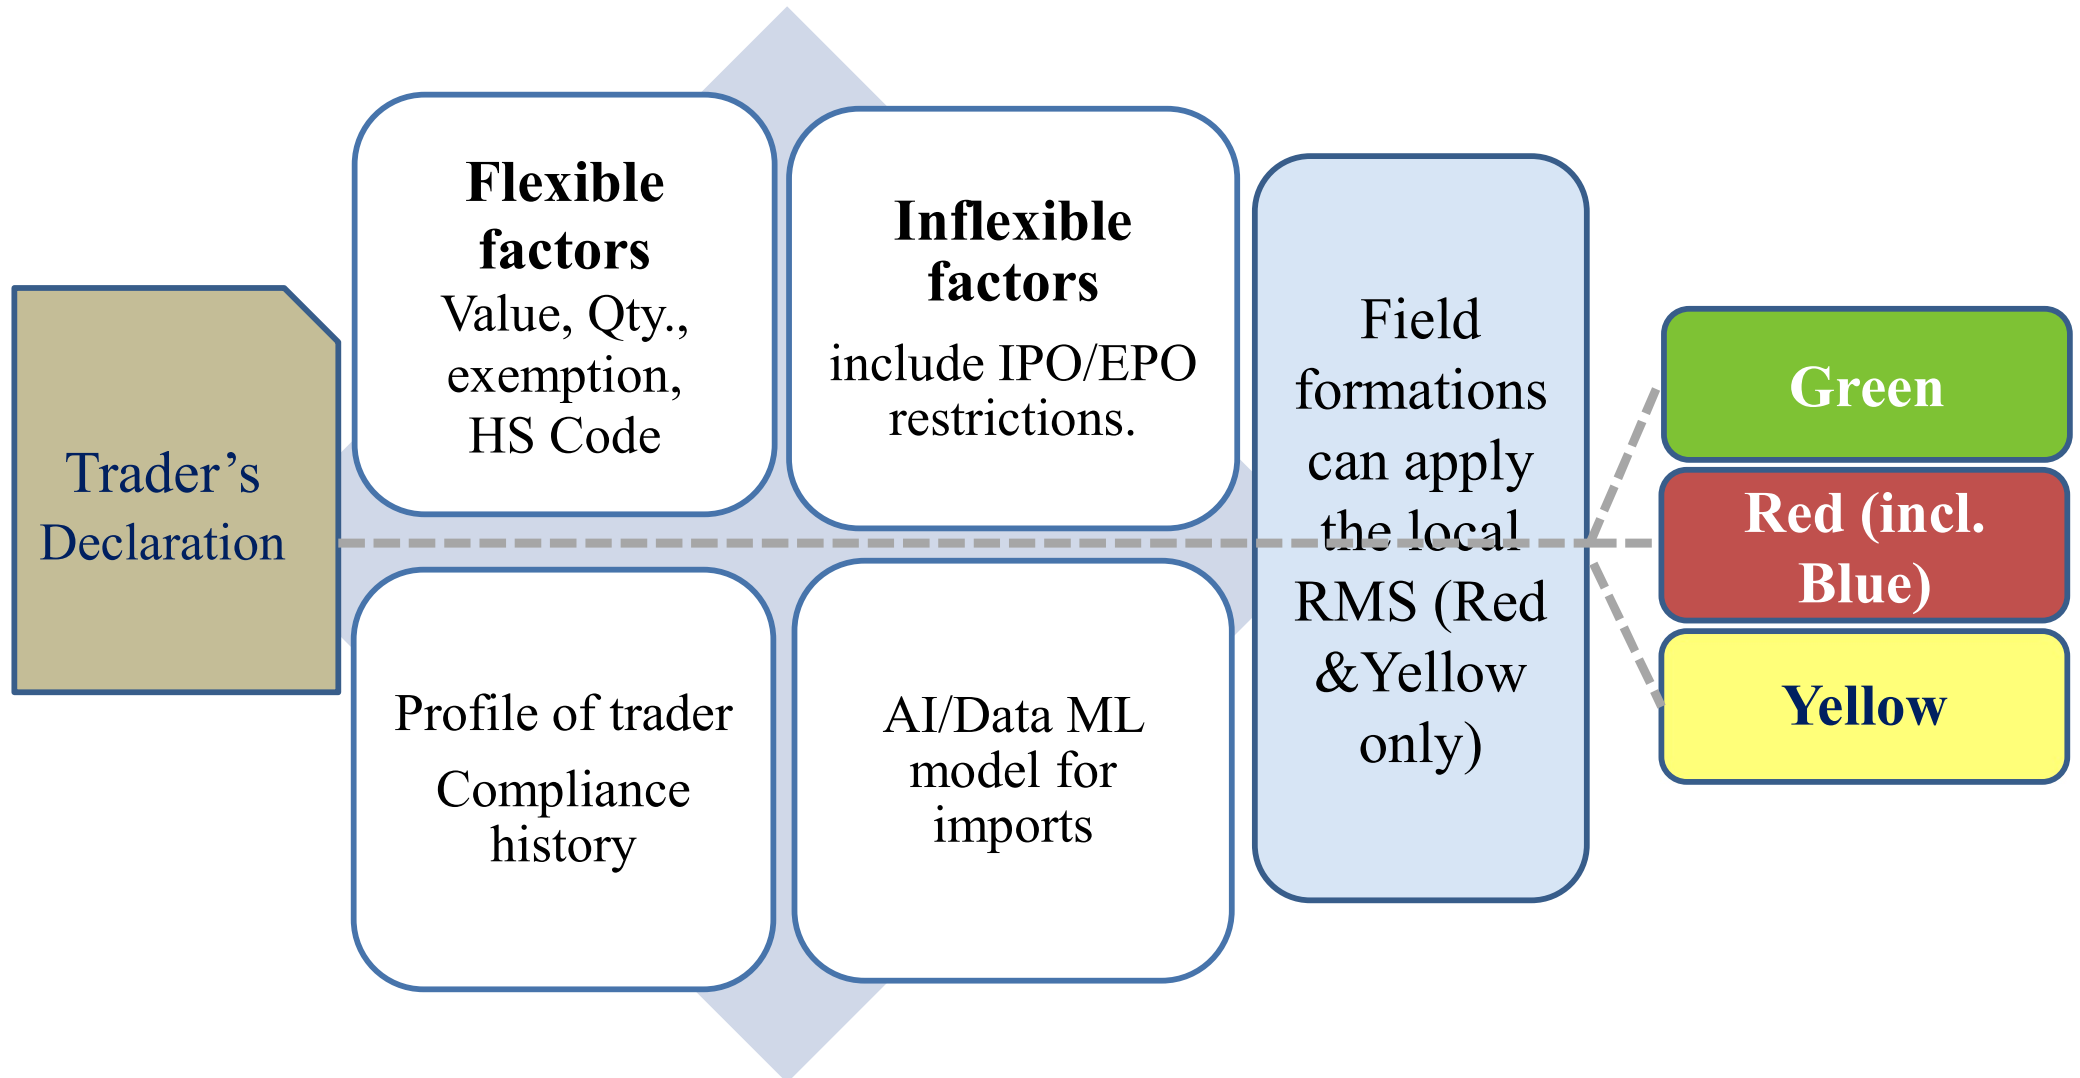 Trader’s
Declaration
Flexible
factors
Value, Qty.,
exemption,
HS Code
Inflexible
factors
include IPO/EPO
restrictions.
Profile of trader
Compliance
history
AI/Data ML
model for
imports
Field
formations
can apply
the local
RMS (Red
&Yellow
only)
Green
Red (incl.
Blue)
Yellow